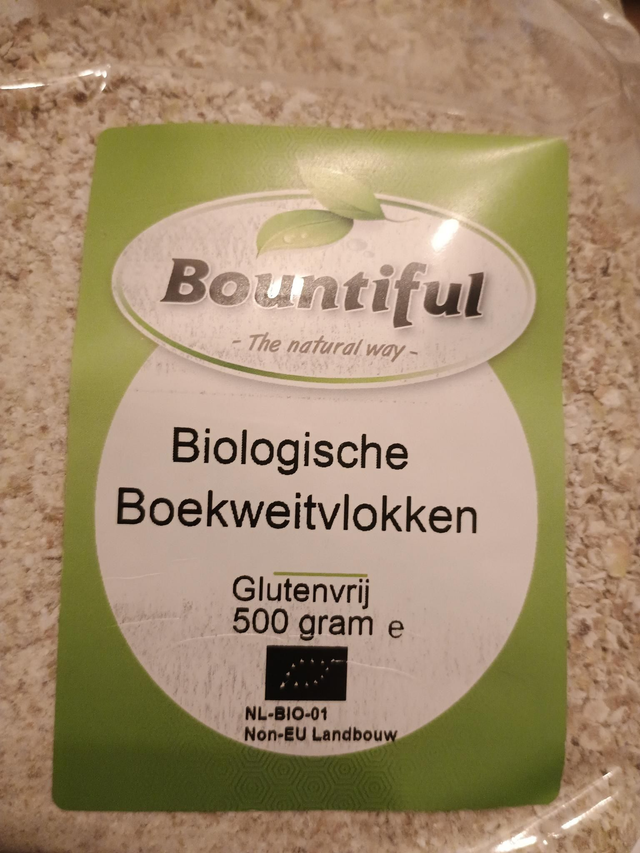 Bountiful
- The natural way -
Biologische
Boekweitvlokken
Glutenvrij
500 gram e
NL-BIO-01
Non-EU Landbouw